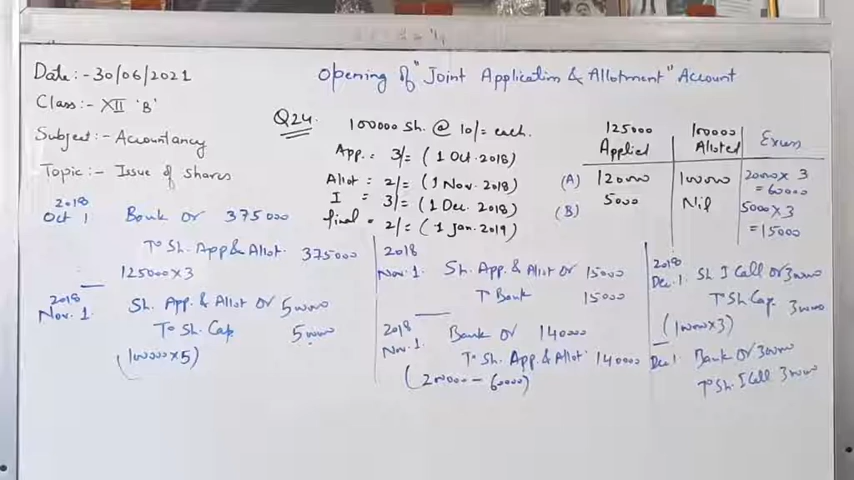 Date:- 30/06/2021
Opening of "Joint Application & Allotment" Account
Class:- XII 'B'
Subject:- Accountancy
Topic:- Issue of shares
Q24. 100000 sh. @ 10/= each.
App. = 3/= (1 Oct. 2018)
Allot = 2/= (1 Nov. 2018)
I = 3/= (1 Dec. 2018)
final = 2/= (1 Jan. 2019)
125000 Applied 100000 Alloted Excess
(A) 120000 100000 20000 x 3 = 60000
(B) 5000 Nil 5000 x 3 = 15000
2018
Oct 1 Bank Dr 375000
To Sh. App & Allot. 375000
125000 x 3
2018
Nov. 1 Sh. App. & Allot Dr 500000
To Sh. Cap. 500000
(100000 x 5)
2018
Nov. 1. Sh. App. & Allot Dr 15000
To Bank 15000
2018
Nov. 1 Bank Dr 140000
To Sh. App. & Allot. 140000
(200000 - 60000)
2018
Dec. 1. Sh I Call Dr 300000
To Sh. Cap. 300000
(100000 x 3)
Dec 1. Bank Dr 300000
To Sh. I Call 300000